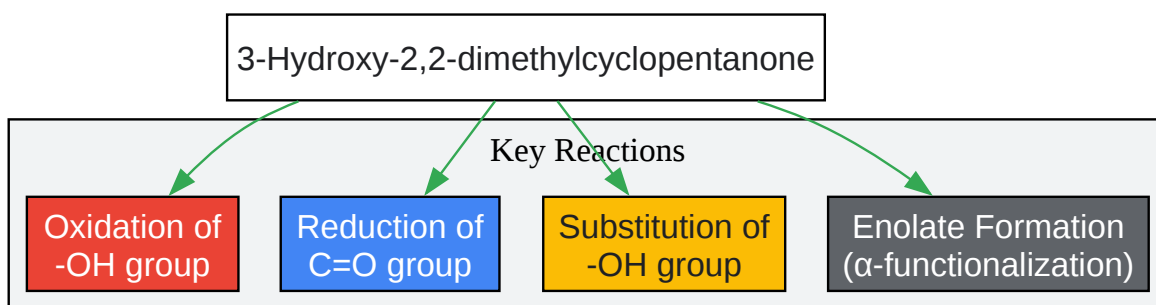 3-Hydroxy-2,2-dimethylcyclopentanone
Key Reactions
Oxidation of
-OH group
Reduction of
C=O group
Substitution of
-OH group
Enolate Formation
(α-functionalization)